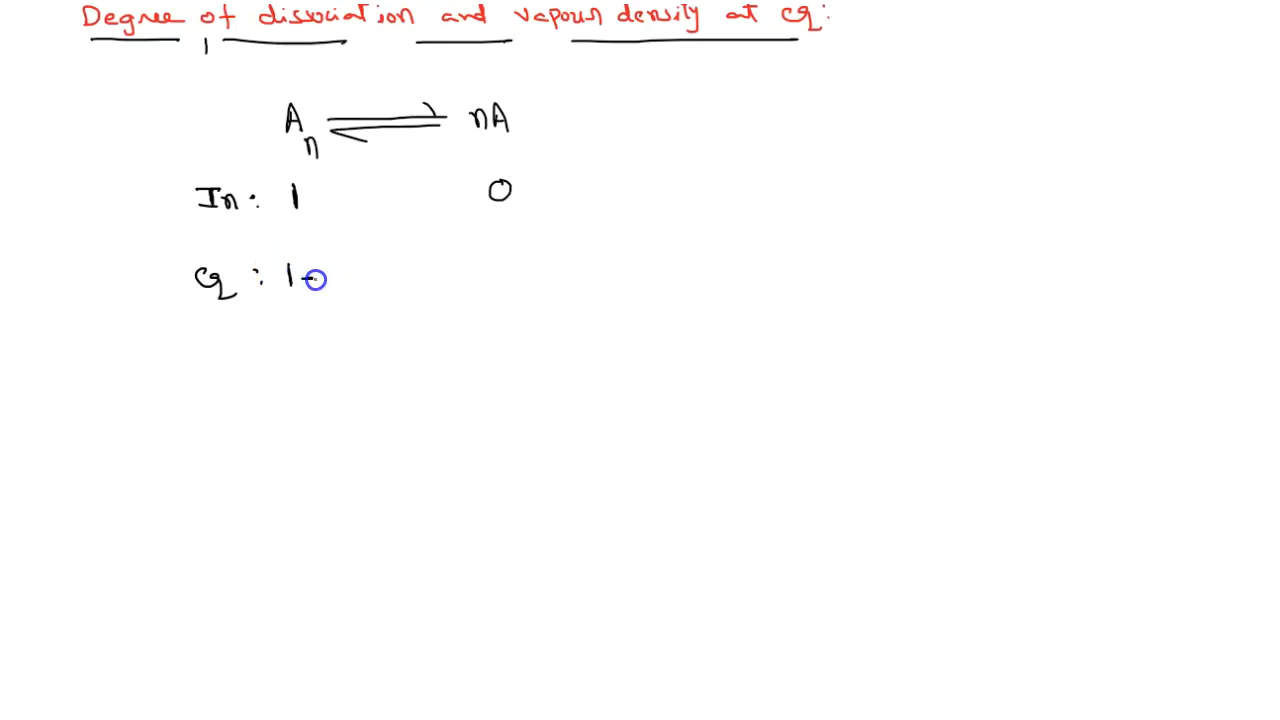 Degree of dissociation and vapour density at eq:
An ⇌ nA
In: 1 0
eq: 1-